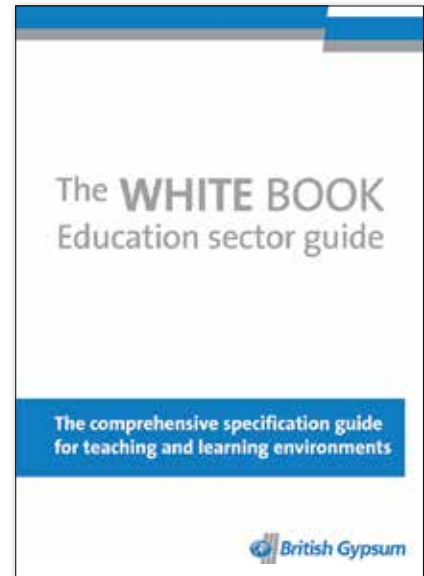 The WHITE BOOK
Education sector guide
The comprehensive specification guide
for teaching and learning environments
British Gypsum